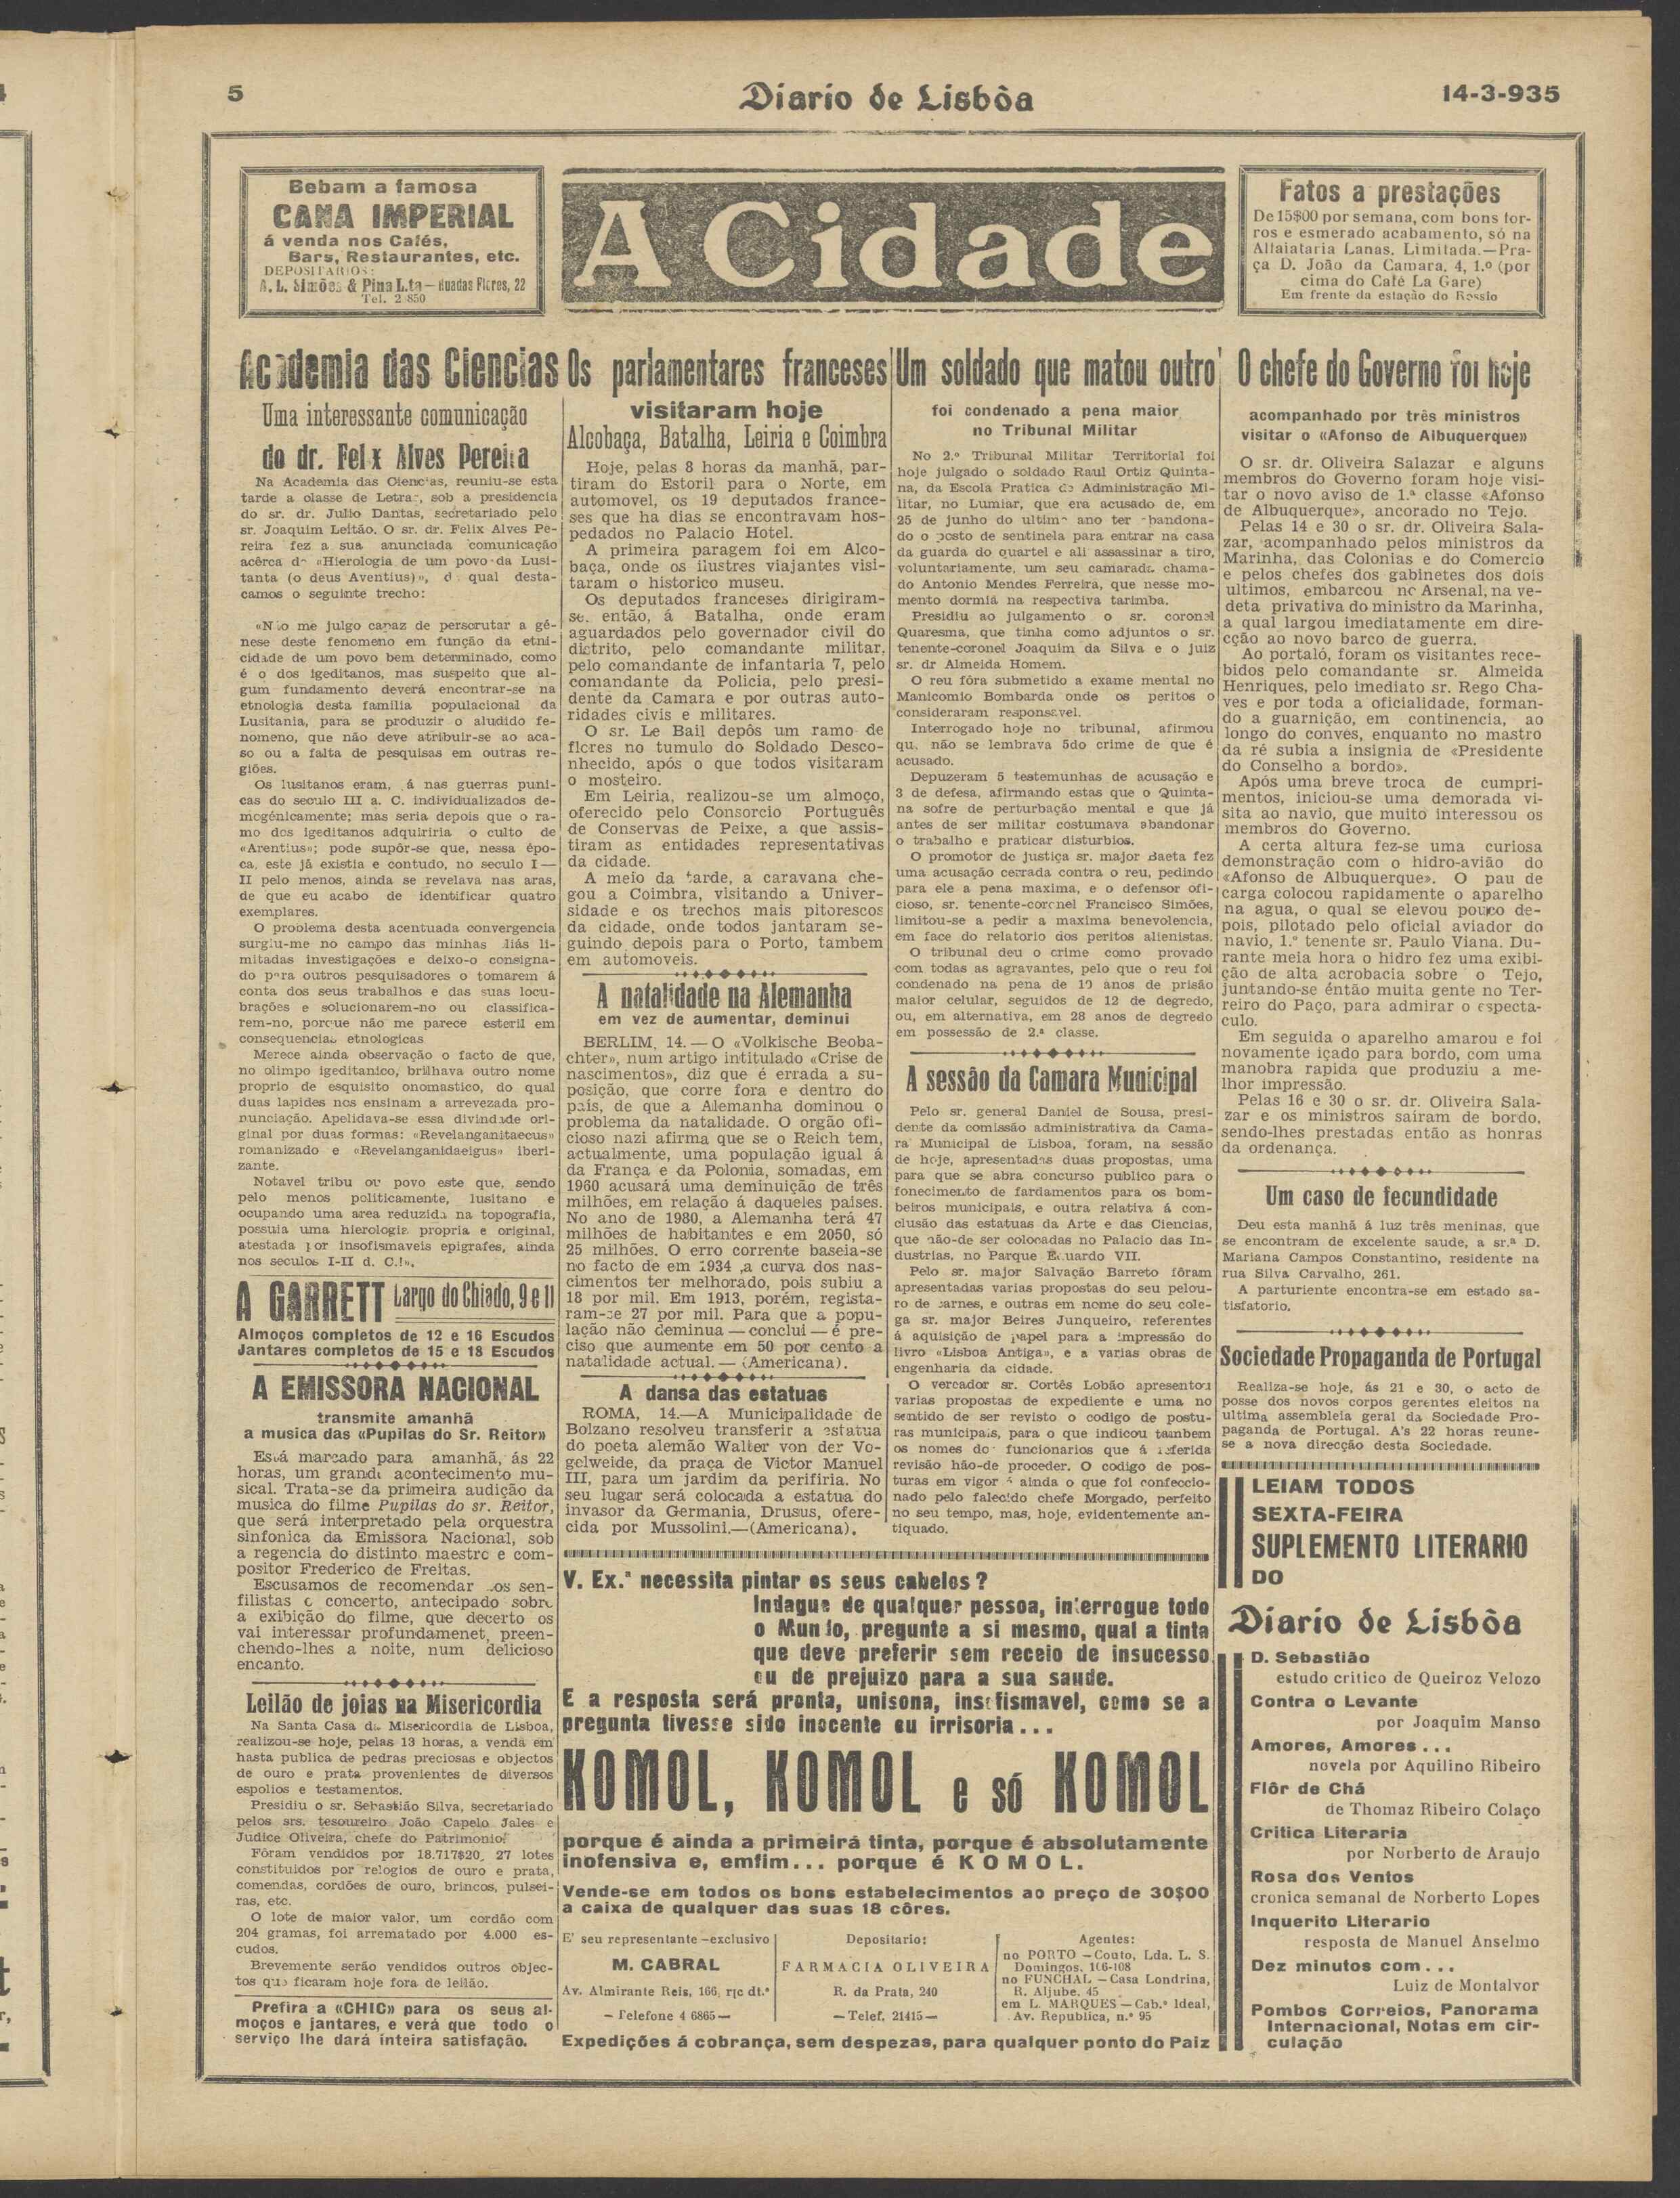 5
Diario de Lisbôa
14-3-935
Bebam a famosa
CANA IMPERIAL
á venda nos Cafés,
Bars, Restaurantes, etc.
DEPOSITARIOS:
A. L. Simões & Pina L.ta — Rua das Flores, 22
Tel. 2 850
A Cidade
Fatos a prestações
De 15$00 por semana, com bons for-
ros e esmerado acabamento, só na
Alfaiataria Lanas, Limitada. — Pra-
ça D. João da Camara, 4, 1.º (por
cima do Café La Gare)
Em frente da estação do Rossio
Academia das Ciencias
Uma interessante comunicação
do dr. Felix Alves Pereira
Na Academia das Ciencias, reuniu-se esta
tarde a classe de Letras, sob a presidencia
do sr. dr. Julio Dantas, secretariado pelo
sr. Joaquim Leitão. O sr. dr. Felix Alves Pe-
reira fez a sua anunciada comunicação
acêrca da «Hierologia de um povo da Lusi-
tanta (o deus Aventius)», da qual desta-
camos o seguinte trecho:
«Não me julgo capaz de perscrutar a gé-
nese deste fenomeno em função da etni-
cidade de um povo bem determinado, como
é o dos igeditanos, mas suspeito que al-
gum fundamento deverá encontrar-se na
etnologia desta familia populacional da
Lusitania, para se produzir o aludido fe-
nomeno, que não deve atribuir-se ao aca-
so ou a falta de pesquisas em outras re-
giões.
Os lusitanos eram, á nas guerras puni-
cas do seculo III a. C. individualizados de-
mogénicamente; mas seria depois que o ra-
mo dos igeditanos adquiriria o culto de
«Arentius»; pode supôr-se que, nessa épo-
ca, este já existia e contudo, no seculo I —
II pelo menos, ainda se revelava nas aras,
de que eu acabo de identificar quatro
exemplares.
O problema desta acentuada convergencia
surgiu-me no campo das minhas aliás li-
mitadas investigações e deixo-o consigna-
do para outros pesquisadores o tomarem á
conta dos seus trabalhos e das suas locu-
brações e solucionarem-no ou classifica-
rem-no, porque não me parece esteril em
consequencias etnologicas
Merece ainda observação o facto de que,
no olimpo igeditanico, brilhava outro nome
proprio de esquisito onomastico, do qual
duas lapides nos ensinam a arrevezada pro-
nunciação. Apelidava-se essa divindade ori-
ginal por duas formas: «Revelanganitaecus»
romanizado e «Revelanganidaeigus» iberi-
zante.
Notavel tribu ou povo este que, sendo
pelo menos politicamente, lusitano e
ocupando uma area reduzida na topografia,
possuia uma hierologia propria e original,
atestada por insofismaveis epigrafes, ainda
nos seculos I-II d. C.!».
A GARRETT Largo do Chiado, 9 e 11
Almoços completos de 12 e 16 Escudos
Jantares completos de 15 e 18 Escudos
A EMISSORA NACIONAL
transmite amanhã
a musica das «Pupilas do Sr. Reitor»
Está marcado para amanhã, ás 22
horas, um grande acontecimento mu-
sical. Trata-se da primeira audição da
musica do filme Pupilas do sr. Reitor,
que será interpretado pela orquestra
sinfonica da Emissora Nacional, sob
a regencia do distinto maestro e com-
positor Frederico de Freitas.
Escusamos de recomendar aos sen-
filistas o concerto, antecipado sobre
a exibição do filme, que decerto os
vai interessar profundamenet, preen-
chendo-lhes a noite, num delicioso
encanto.
Leilão de joias na Misericordia
Na Santa Casa da Misericordia de Lisboa,
realizou-se hoje, pelas 13 horas, a venda em
hasta publica de pedras preciosas e objectos
de ouro e prata provenientes de diversos
espolios e testamentos.
Presidiu o sr. Sebastião Silva, secretariado
pelos srs. tesoureiro João Capelo Jales e
Judice Oliveira, chefe do Patrimonio.
Fôram vendidos por 18.717$20, 27 lotes
constituidos por relogios de ouro e prata,
comendas, cordões de ouro, brincos, pulsei-
ras, etc.
O lote de maior valor, um cordão com
204 gramas, foi arrematado por 4.000 es-
cudos.
Brevemente serão vendidos outros objec-
tos que ficaram hoje fora de leilão.
Prefira a «CHIC» para os seus al-
moços e jantares, e verá que todo o
serviço lhe dará inteira satisfação.
Os parlamentares franceses
visitaram hoje
Alcobaça, Batalha, Leiria e Coimbra
Hoje, pelas 8 horas da manhã, par-
tiram do Estoril para o Norte, em
automovel, os 19 deputados france-
ses que ha dias se encontravam hos-
pedados no Palacio Hotel.
A primeira paragem foi em Alco-
baça, onde os ilustres viajantes visi-
taram o historico museu.
Os deputados franceses dirigiram-
se, então, á Batalha, onde eram
aguardados pelo governador civil do
distrito, pelo comandante militar,
pelo comandante de infantaria 7, pelo
comandante da Policia, pelo presi-
dente da Camara e por outras auto-
ridades civis e militares.
O sr. Le Bail depôs um ramo de
flores no tumulo do Soldado Desco-
nhecido, após o que todos visitaram
o mosteiro.
Em Leiria, realizou-se um almoço,
oferecido pelo Consorcio Português
de Conservas de Peixe, a que assis-
tiram as entidades representativas
da cidade.
A meio da tarde, a caravana che-
gou a Coimbra, visitando a Univer-
sidade e os trechos mais pitorescos
da cidade, onde todos jantaram se-
guindo depois para o Porto, tambem
em automoveis.
A natalidade na Alemanha
em vez de aumentar, deminui
BERLIM, 14. — O «Volkische Beoba-
chter», num artigo intitulado «Crise de
nascimentos», diz que é errada a su-
posição, que corre fora e dentro do
país, de que a Alemanha dominou o
problema da natalidade. O orgão ofi-
cioso nazi afirma que se o Reich tem,
actualmente, uma população igual á
da França e da Polonia, somadas, em
1960 acusará uma deminuição de três
milhões, em relação á daqueles paises.
No ano de 1980, a Alemanha terá 47
milhões de habitantes e em 2050, só
25 milhões. O erro corrente baseia-se
no facto de em 1934 ,a curva dos nas-
cimentos ter melhorado, pois subiu a
18 por mil. Em 1913, porém, regista-
ram-se 27 por mil. Para que a popu-
lação não deminua — conclui — é pre-
ciso que aumente em 50 por cento a
natalidade actual. — (Americana).
A dansa das estatuas
ROMA, 14.—A Municipalidade de
Bolzano resolveu transferir a estatua
do poeta alemão Walter von der Vo-
gelweide, da praça de Victor Manuel
III, para um jardim da perifiria. No
seu lugar será colocada a estatua do
invasor da Germania, Drusus, ofere-
cida por Mussolini.—(Americana).
Um soldado que matou outro
foi condenado a pena maior
no Tribunal Militar
No 2.º Tribunal Militar Territorial foi
hoje julgado o soldado Raul Ortiz Quinta-
na, da Escola Pratica de Administração Mi-
litar, no Lumiar, que era acusado de, em
25 de junho do ultimo ano ter abandona-
do o posto de sentinela para entrar na casa
da guarda do quartel e ali assassinar a tiro,
voluntariamente, um seu camarada chama-
do Antonio Mendes Ferreira, que nesse mo-
mento dormia na respectiva tarimba.
Presidiu ao julgamento o sr. coronel
Quaresma, que tinha como adjuntos o sr.
tenente-coronel Joaquim da Silva e o juiz
sr. dr Almeida Homem.
O reu fôra submetido a exame mental no
Manicomio Bombarda onde os peritos o
consideraram responsavel.
Interrogado hoje no tribunal, afirmou
que não se lembrava 5do crime de que é
acusado.
Depuzeram 5 testemunhas de acusação e
3 de defesa, afirmando estas que o Quinta-
na sofre de perturbação mental e que já
antes de ser militar costumava abandonar
o trabalho e praticar disturbios.
O promotor de justiça sr. major Baeta fez
uma acusação cerrada contra o reu, pedindo
para ele a pena maxima, e o defensor ofi-
cioso, sr. tenente-coronel Francisco Simões,
limitou-se a pedir a maxima benevolencia,
em face do relatorio dos peritos alienistas.
O tribunal deu o crime como provado
com todas as agravantes, pelo que o reu foi
condenado na pena de 10 anos de prisão
maior celular, seguidos de 12 de degredo,
ou, em alternativa, em 28 anos de degredo
em possessão de 2.ª classe.
A sessão da Camara Municipal
Pelo sr. general Daniel de Sousa, presi-
dente da comissão administrativa da Cama-
ra Municipal de Lisboa, foram, na sessão
de hoje, apresentadas duas propostas, uma
para que se abra concurso publico para o
fonecimento de fardamentos para os bom-
beiros municipais, e outra relativa á con-
clusão das estatuas da Arte e das Ciencias,
que hão-de ser colocadas no Palacio das In-
dustrias, no Parque Eduardo VII.
Pelo sr. major Salvação Barreto fôram
apresentadas varias propostas do seu pelou-
ro de carnes, e outras em nome do seu cole-
ga sr. major Beires Junqueiro, referentes
á aquisição de papel para a impressão do
livro «Lisboa Antiga», e a varias obras de
engenharia da cidade.
O vereador sr. Cortês Lobão apresentou
varias propostas de expediente e uma no
sentido de ser revisto o codigo de postu-
ras municipais, para o que indicou tambem
os nomes dos funcionarios que á referida
revisão hão-de proceder. O codigo de pos-
turas em vigor é ainda o que foi confeccio-
nado pelo falecido chefe Morgado, perfeito
no seu tempo, mas, hoje, evidentemente an-
tiquado.
V. Ex.ª necessita pintar os seus cabelos?
Indague de qualquer pessoa, interrogue todo
o Mundo, pregunte a si mesmo, qual a tinta
que deve preferir sem receio de insucesso
ou de prejuizo para a sua saude.
E a resposta será pronta, unisona, insofismavel, como se a
pregunta tivesse sido inocente ou irrisoria...
KOMOL, KOMOL e só KOMOL
porque é ainda a primeira tinta, porque é absolutamente
inofensiva e, emfim... porque é KOMOL.
Vende-se em todos os bons estabelecimentos ao preço de 30$00
a caixa de qualquer das suas 18 côres.
E' seu representante —exclusivo
M. CABRAL
Av. Almirante Reis, 166, r|c dt.º
— Telefone 4 6865 —
Depositario:
FARMACIA OLIVEIRA
R. da Prata, 240
— Telef. 21415 —
Agentes:
no PORTO — Couto, Lda. L. S.
Domingos, 106-108
no FUNCHAL — Casa Londrina,
R. Aljube, 45
em L. MARQUES — Cab.º Ideal,
Av. Republica, n.º 95
Expedições á cobrança, sem despezas, para qualquer ponto do Paiz
O chefe do Governo foi hoje
acompanhado por três ministros
visitar o «Afonso de Albuquerque»
O sr. dr. Oliveira Salazar e alguns
membros do Governo foram hoje visi-
tar o novo aviso de 1.ª classe «Afonso
de Albuquerque», ancorado no Tejo.
Pelas 14 e 30 o sr. dr. Oliveira Sala-
zar, acompanhado pelos ministros da
Marinha, das Colonias e do Comercio
e pelos chefes dos gabinetes dos dois
ultimos, embarcou no Arsenal, na ve-
deta privativa do ministro da Marinha,
a qual largou imediatamente em dire-
cção ao novo barco de guerra.
Ao portaló, foram os visitantes rece-
bidos pelo comandante sr. Almeida
Henriques, pelo imediato sr. Rego Cha-
ves e por toda a oficialidade, forman-
do a guarnição, em continencia, ao
longo do convés, enquanto no mastro
da ré subia a insignia de «Presidente
do Conselho a bordo».
Após uma breve troca de cumpri-
mentos, iniciou-se uma demorada vi-
sita ao navio, que muito interessou os
membros do Governo.
A certa altura fez-se uma curiosa
demonstração com o hidro-avião do
«Afonso de Albuquerque». O pau de
carga colocou rapidamente o aparelho
na agua, o qual se elevou pouco de-
pois, pilotado pelo oficial aviador do
navio, 1.º tenente sr. Paulo Viana. Du-
rante meia hora o hidro fez uma exibi-
ção de alta acrobacia sobre o Tejo,
juntando-se éntão muita gente no Ter-
reiro do Paço, para admirar o especta-
culo.
Em seguida o aparelho amarou e foi
novamente içado para bordo, com uma
manobra rapida que produziu a me-
lhor impressão.
Pelas 16 e 30 o sr. dr. Oliveira Sala-
zar e os ministros saíram de bordo,
sendo-lhes prestadas então as honras
da ordenança.
Um caso de fecundidade
Deu esta manhã á luz três meninas, que
se encontram de excelente saude, a sr.ª D.
Mariana Campos Constantino, residente na
rua Silva Carvalho, 261.
A parturiente encontra-se em estado sa-
tisfatorio.
Sociedade Propaganda de Portugal
Realiza-se hoje, ás 21 e 30, o acto de
posse dos novos corpos gerentes eleitos na
ultima assembleia geral da Sociedade Pro-
paganda de Portugal. A's 22 horas reune-
se a nova direcção desta Sociedade.
LEIAM TODOS
SEXTA-FEIRA
SUPLEMENTO LITERARIO
DO
Diario de Lisbôa
D. Sebastião
estudo critico de Queiroz Velozo
Contra o Levante
por Joaquim Manso
Amores, Amores...
novela por Aquilino Ribeiro
Flôr de Chá
de Thomaz Ribeiro Colaço
Critica Literaria
por Norberto de Araujo
Rosa dos Ventos
cronica semanal de Norberto Lopes
Inquerito Literario
resposta de Manuel Anselmo
Dez minutos com...
Luiz de Montalvor
Pombos Correios, Panorama
Internacional, Notas em cir-
culação